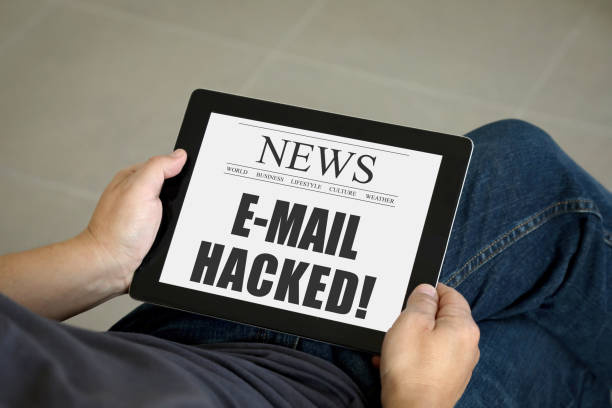 NEWS
WORLD BUSINESS LIFESTYLE CULTURE WEATHER
E-MAIL
HACKED!